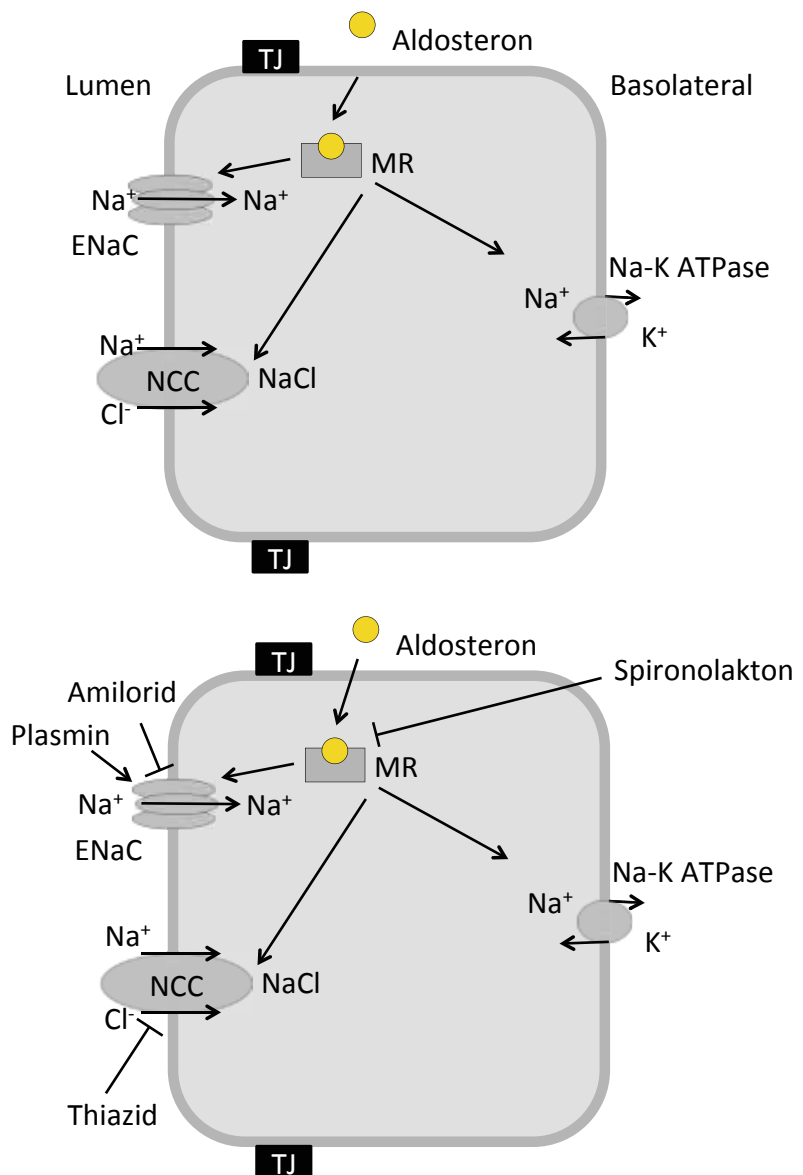 Aldosteron
TJ
Lumen
Basolateral
MR
Na⁺
Na⁺
ENaC
Na-K ATPase
Na⁺
K⁺
Na⁺
NCC
NaCl
Cl⁻
TJ
Aldosteron
TJ
Spironolakton
Amilorid
Plasmin
MR
Na⁺
Na⁺
ENaC
Na-K ATPase
Na⁺
K⁺
Na⁺
NCC
NaCl
Cl⁻
Thiazid
TJ